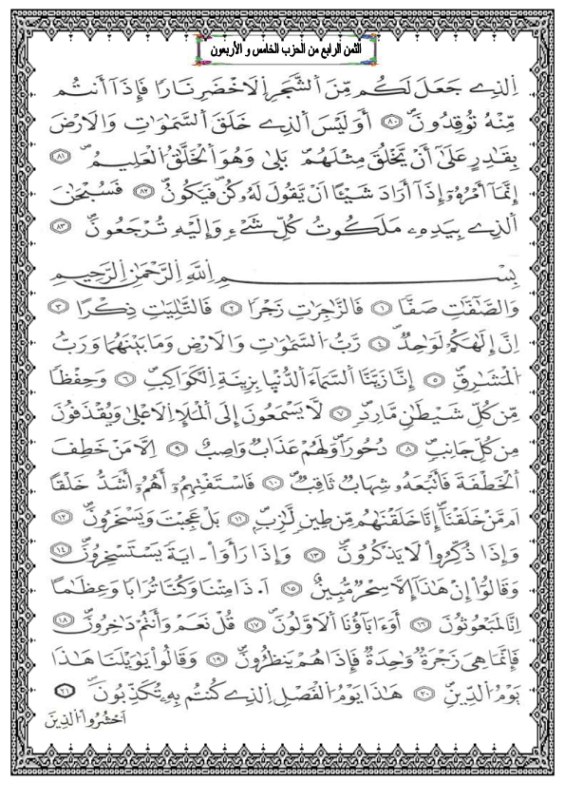 الثمن الرابع من الحزب الخامس و الأربعون
اِلذِے جَعَلَ لَكُم مِّنَ اَ۬لشَّجَرِ اِ۬لَاخْضَرِ نَارٗا فَإِذَآ أَنتُم
مِّنْهُ تُوقِدُونَۖ ٨٠ أَوَلَيْسَ اَ۬لذِے خَلَقَ اَ۬لسَّمَٰوَٰتِ وَالَارْضَ
بِقَٰدِرٍ عَلَىٰٓ أَنْ يَّخْلُقَ مِثْلَهُمۖ بَلَىٰ وَهُوَ اَ۬لْخَلَّٰقُ اُ۬لْعَلِيمُۖ ٨١
إِنَّمَآ أَمْرُهُۥٓ إِذَآ أَرَادَ شَيْـًٔا اَنْ يَّقُولَ لَهُۥ كُن فَيَكُونُۖ ٨٢ فَسُبْحَٰنَ
اَ۬لذِے بِيَدِهِۦ مَلَكُوتُ كُلِّ شَےْءٖ وَإِلَيْهِ تُرْجَعُونَۖ ٨٣
بِسْمِ اِ۬للَّهِ اِ۬لرَّحْمَٰنِ اِ۬لرَّحِيمِ
وَالصَّٰٓفَّٰتِ صَفّٗا ١ فَالزَّٰجِرَٰتِ زَجْرٗا ٢ فَالتَّٰلِيَٰتِ ذِكْراً ٣
اِنَّ إِلَٰهَكُمْ لَوَٰحِدٞۖ ٤ رَّبُّ اُ۬لسَّمَٰوَٰتِ وَالَارْضِ وَمَا بَيْنَهُمَا وَرَبُّ
اُ۬لْمَشَٰرِقِۖ ٥ إِنَّا زَيَّنَّا اَ۬لسَّمَآءَ اَ۬لدُّنْيَا بِزِينَةِ اِ۬لْكَوَاكِبِۖ ٦ وَحِفْظٗا
مِّن كُلِّ شَيْطَٰنٖ مَّارِدٖۖ ٧ لَّا يَسْمَعُونَ إِلَى اَ۬لْمَلَإِ اِ۬لَاعْلَىٰ وَيُقْذَفُونَ
مِن كُلِّ جَانِبٖۖ ٨ دُحُوراٗۖ وَلَهُمْ عَذَابٞ وَاصِبٌۖ ٩ اِلَّا مَنْ خَطِفَ
اَ۬لْخَطْفَةَ فَأَتْبَعَهُۥ شِهَابٞ ثَاقِبٞۖ ١٠ فَاسْتَفْتِهِمُۥٓ أَهُمُۥٓ أَشَدُّ خَلْقاً
اَم مَّنْ خَلَقْنَآۖ إِنَّا خَلَقْنَٰهُم مِّن طِينٖ لَّازِبٖۖ ١١ بَلْ عَجِبْتَ وَيَسْخَرُونَۖ ١٢
وَإِذَا ذُكِّرُواْ لَا يَذْكُرُونَۖ ١٣ وَإِذَا رَأَوَاْ ايَةٗ يَسْتَسْخِرُونَۖ ١٤
وَقَالُوٓاْ إِنْ هَٰذَآ إِلَّا سِحْرٞ مُّبِينٌۖ ١٥ اَ۟ذَا مِتْنَا وَكُنَّا تُرَاباٗ وَعِظَٰماً
اِنَّا لَمَبْعُوثُونَ ١٦ أَوَءَابَآؤُنَا اَ۬لَاوَّلُونَۖ ١٧ قُلْ نَعَمْ وَأَنتُمْ دَٰخِرُونَۖ ١٨
فَإِنَّمَا هِيَ زَجْرَةٞ وَٰحِدَةٞ فَإِذَا هُمْ يَنظُرُونَۖ ١٩ وَقَالُواْ يَٰوَيْلَنَا هَٰذَا
يَوْمُ اُ۬لدِّينِۖ ٢٠ هَٰذَا يَوْمُ اُ۬لْفَصْلِ اِ۬لذِے كُنتُم بِهِۦ تُكَذِّبُونَۖ ٢١
اَ۟حْشُرُواْ اُ۬لذِينَ